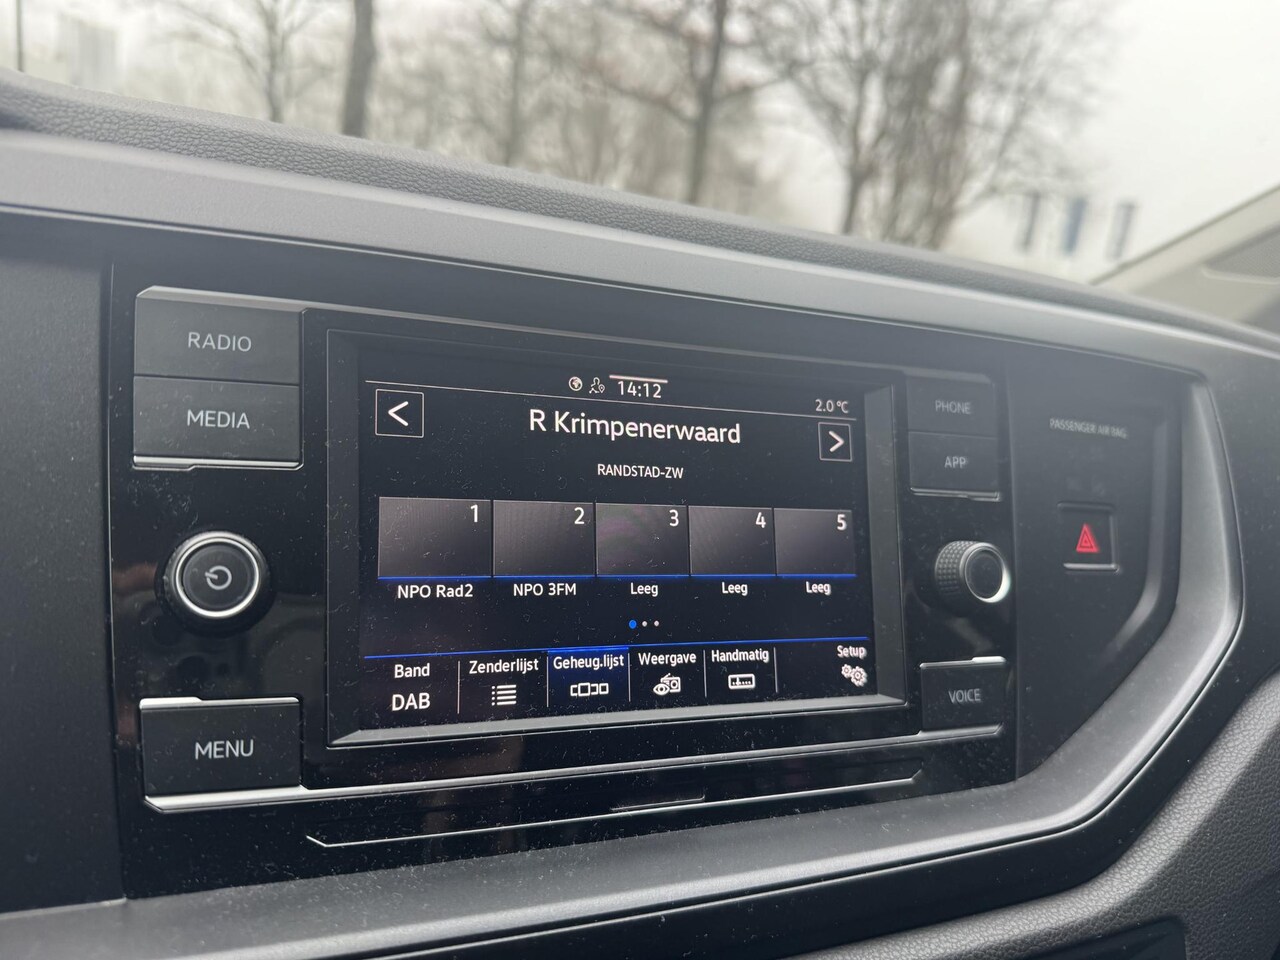 RADIO
MEDIA
MENU
14:12
2.0°C
<
R Krimpenerwaard
>
RANDSTAD-ZW
1 2 3 4 5
NPO Rad2 NPO 3FM Leeg Leeg Leeg
Band Zenderlijst Geheug.lijst Weergave Handmatig Setup
DAB
PHONE
APP
VOICE
PASSENGER AIR BAG